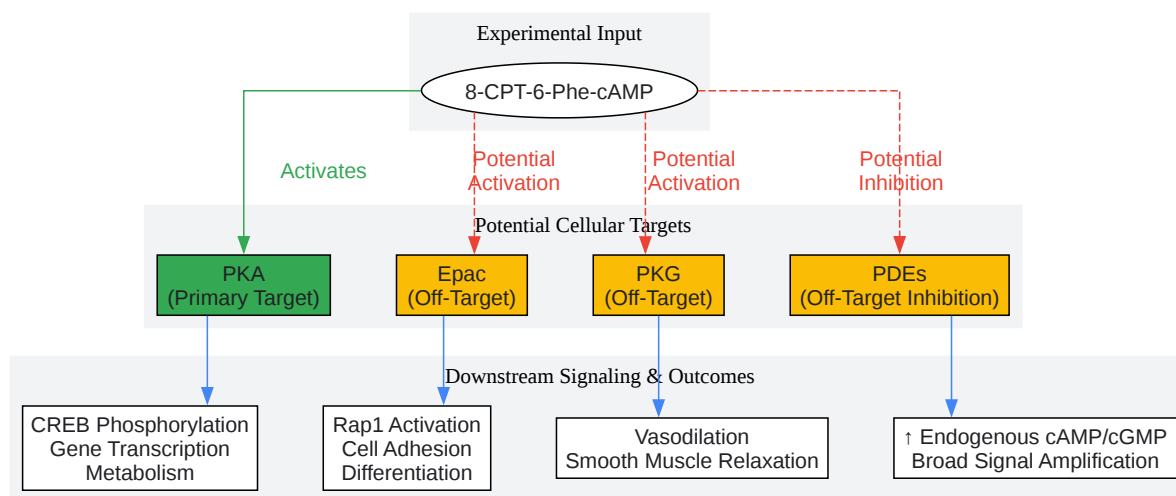 Experimental Input
8-CPT-6-Phe-cAMP
Activates
Potential
Activation
Potential
Activation
Potential
Inhibition
Potential Cellular Targets
PKA
(Primary Target)
Epac
(Off-Target)
PKG
(Off-Target)
PDEs
(Off-Target Inhibition)
Downstream Signaling & Outcomes
CREB Phosphorylation
Gene Transcription
Metabolism
Rap1 Activation
Cell Adhesion
Differentiation
Vasodilation
Smooth Muscle Relaxation
↑ Endogenous cAMP/cGMP
Broad Signal Amplification